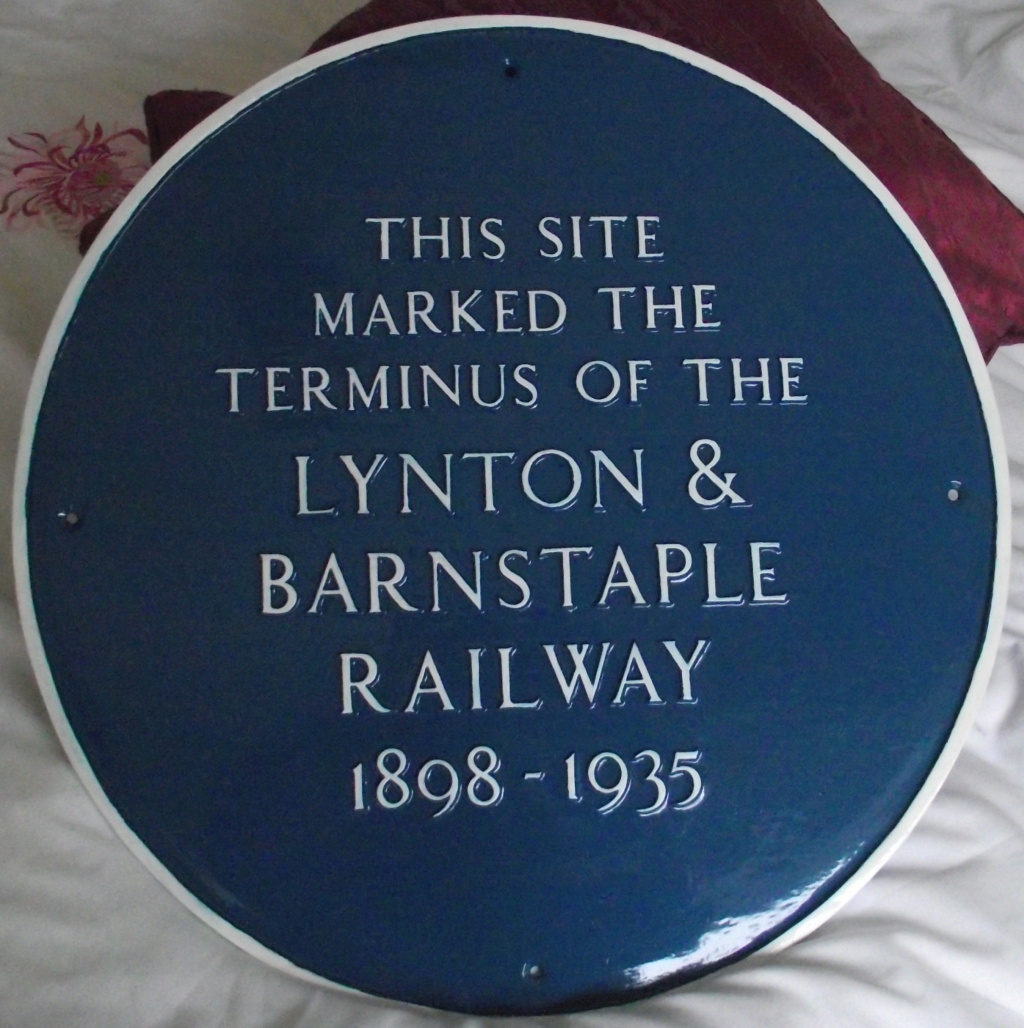 THIS SITE
MARKED THE
TERMINUS OF THE
LYNTON &
BARNSTAPLE
RAILWAY
1898 - 1935